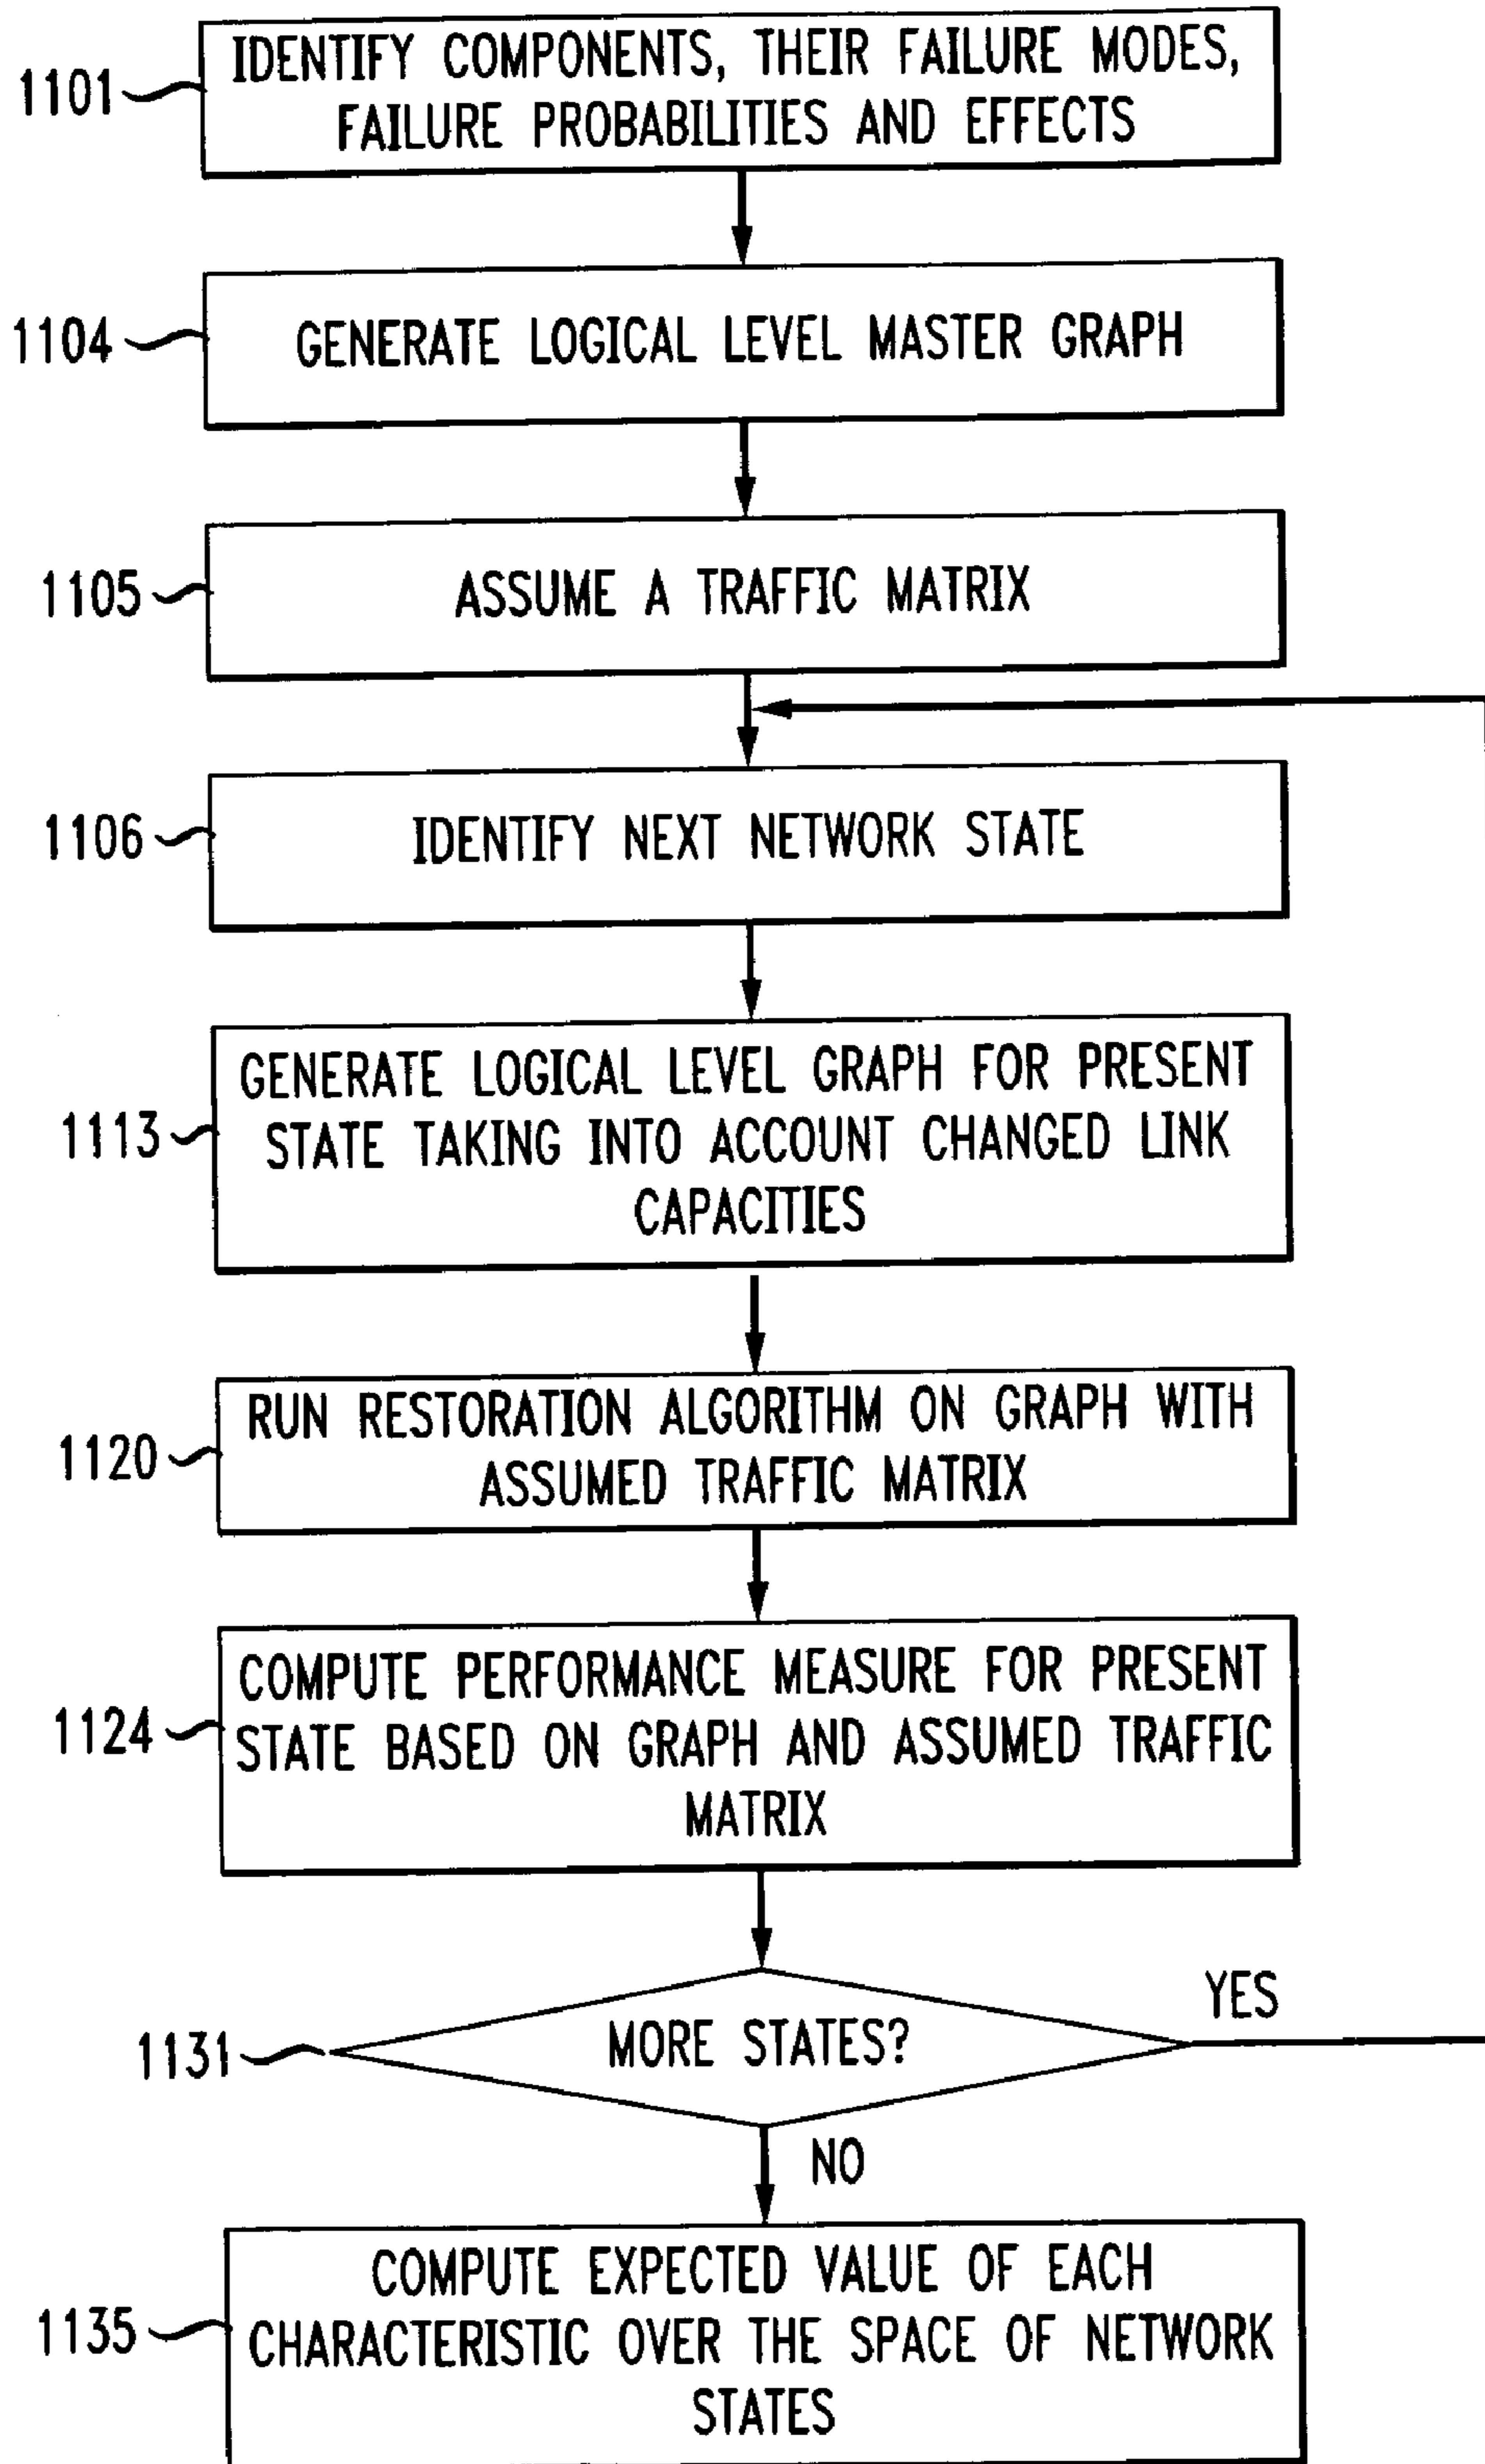 1101
IDENTIFY COMPONENTS, THEIR FAILURE MODES,
FAILURE PROBABILITIES AND EFFECTS
1104
GENERATE LOGICAL LEVEL MASTER GRAPH
1105
ASSUME A TRAFFIC MATRIX
1106
IDENTIFY NEXT NETWORK STATE
1113
GENERATE LOGICAL LEVEL GRAPH FOR PRESENT
STATE TAKING INTO ACCOUNT CHANGED LINK
CAPACITIES
1120
RUN RESTORATION ALGORITHM ON GRAPH WITH
ASSUMED TRAFFIC MATRIX
1124
COMPUTE PERFORMANCE MEASURE FOR PRESENT
STATE BASED ON GRAPH AND ASSUMED TRAFFIC
MATRIX
1131
MORE STATES?
YES
NO
1135
COMPUTE EXPECTED VALUE OF EACH
CHARACTERISTIC OVER THE SPACE OF NETWORK
STATES